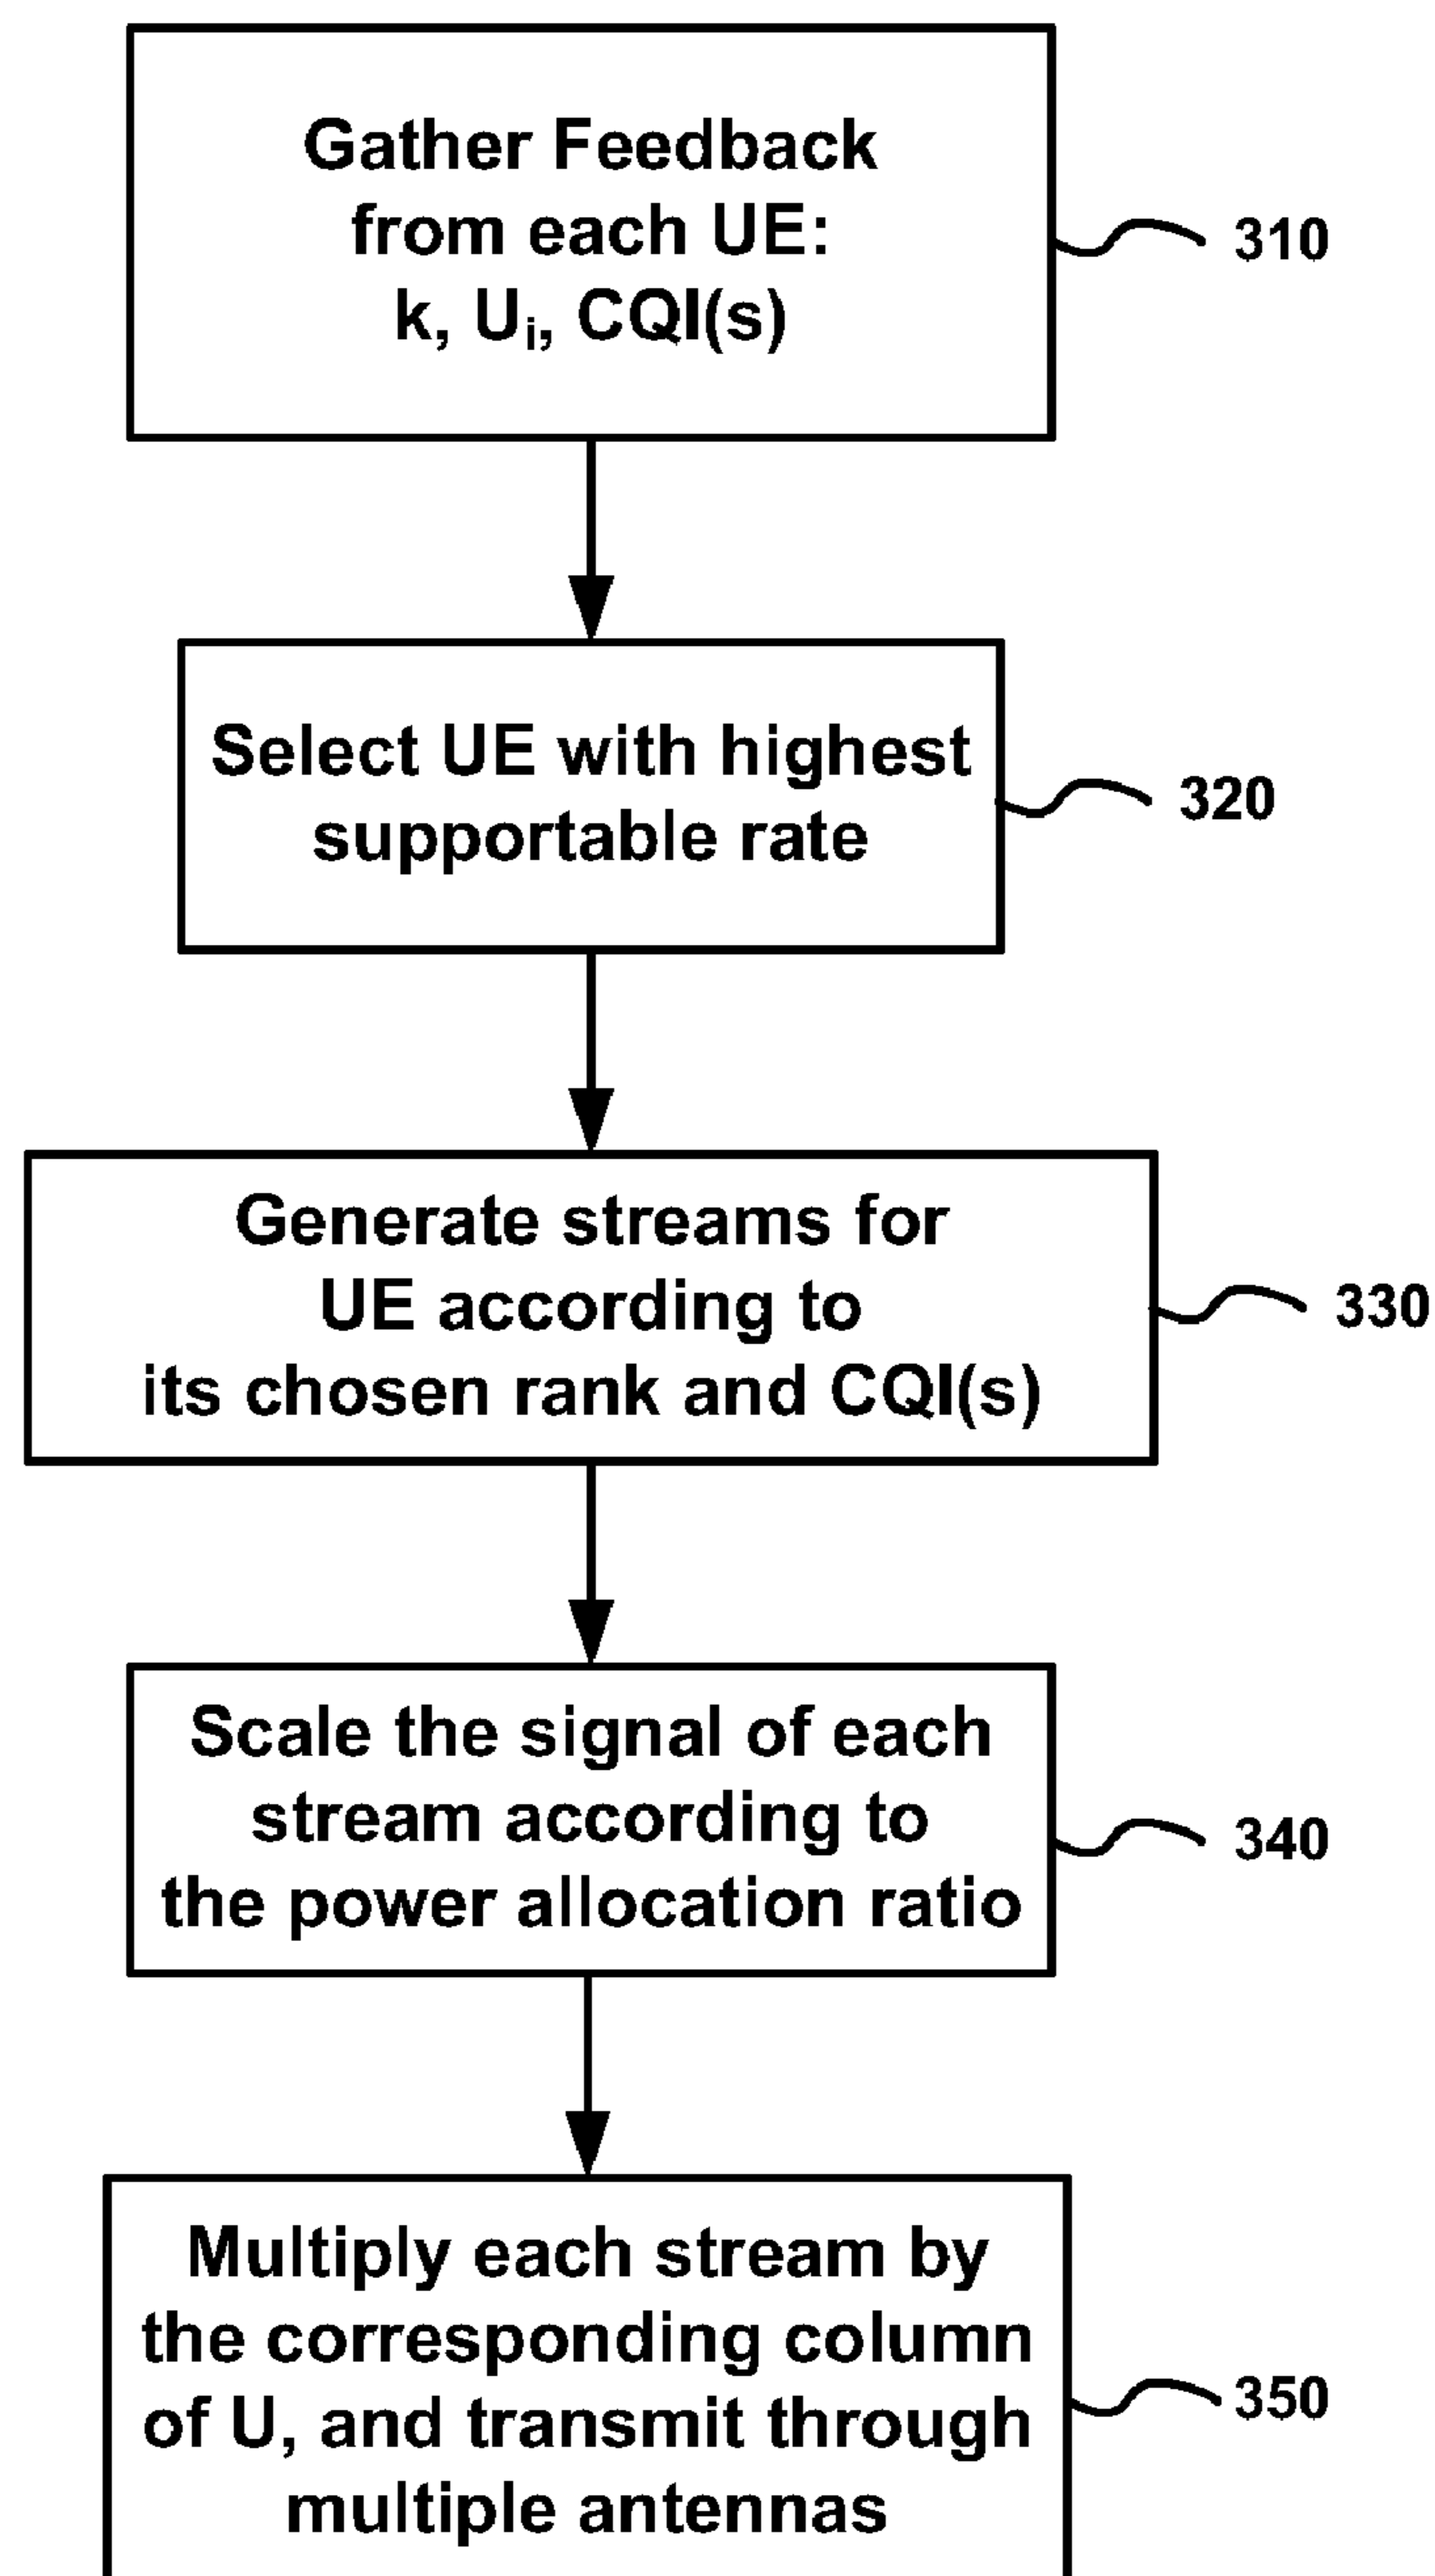 Gather Feedback
from each UE:
k, Uᵢ, CQI(s)
310
Select UE with highest
supportable rate
320
Generate streams for
UE according to
its chosen rank and CQI(s)
330
Scale the signal of each
stream according to
the power allocation ratio
340
Multiply each stream by
the corresponding column
of U, and transmit through
multiple antennas
350